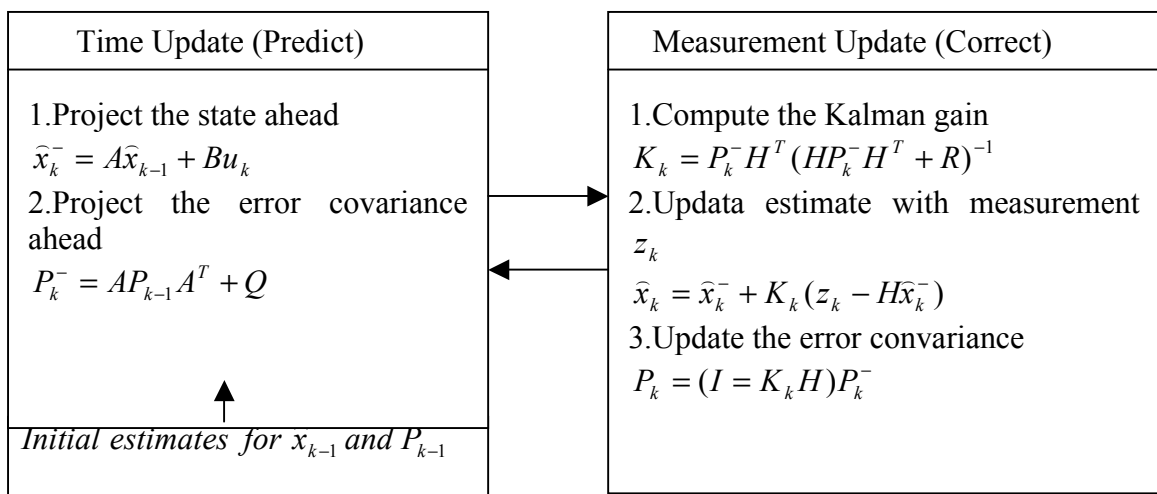 Time Update (Predict)
1.Project the state ahead
x̂ₖ⁻ = Ax̂ₖ₋₁ + Buₖ
2.Project the error covariance
ahead
Pₖ⁻ = APₖ₋₁Aᵀ + Q
Initial estimates for x̂ₖ₋₁ and Pₖ₋₁
Measurement Update (Correct)
1.Compute the Kalman gain
Kₖ = Pₖ⁻Hᵀ(HPₖ⁻Hᵀ + R)⁻¹
2.Updata estimate with measurement
zₖ
x̂ₖ = x̂ₖ⁻ + Kₖ(zₖ − Hx̂ₖ⁻)
3.Update the error convariance
Pₖ = (I = KₖH)Pₖ⁻